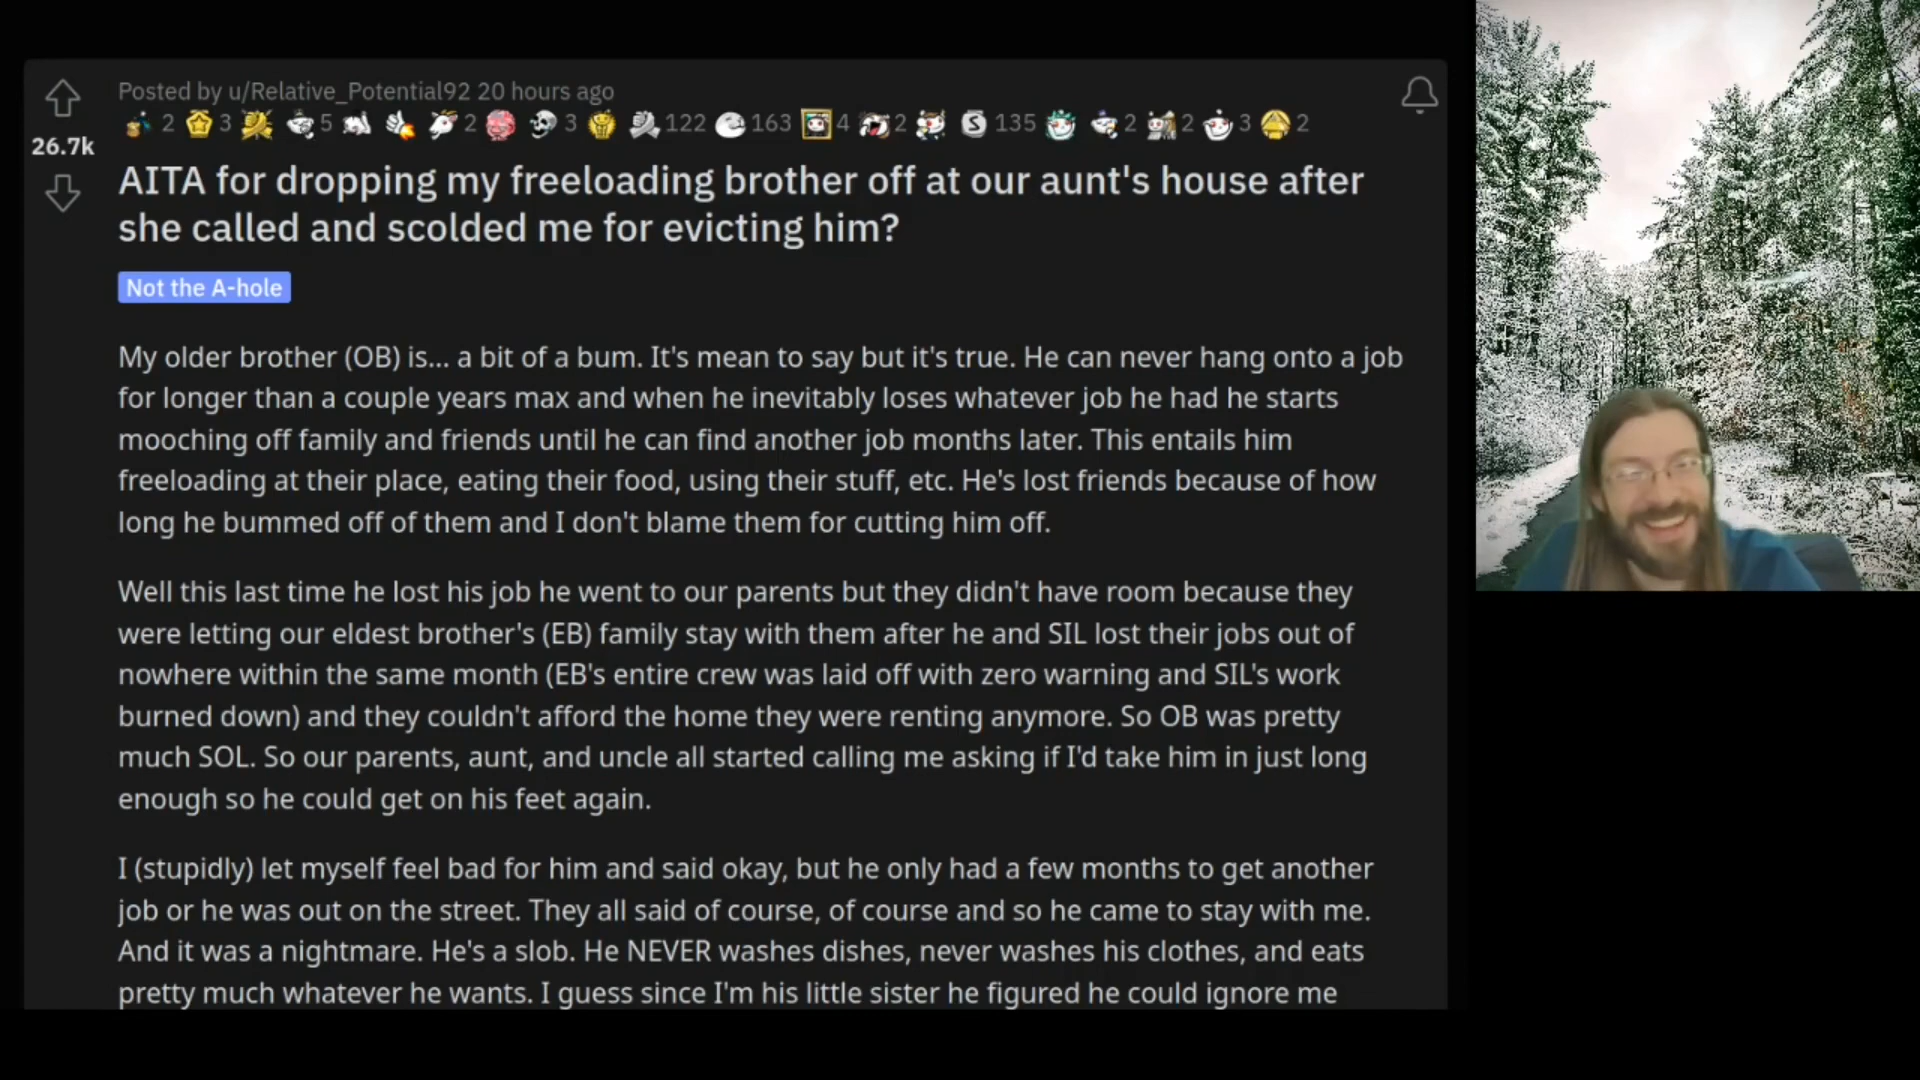 Posted by u/Relative_Potential92 20 hours ago
2 3 5 2 3 122 163 4 2 S 135 2 2 3 2
26.7k
AITA for dropping my freeloading brother off at our aunt's house after
she called and scolded me for evicting him?
Not the A-hole
My older brother (OB) is... a bit of a bum. It's mean to say but it's true. He can never hang onto a job
for longer than a couple years max and when he inevitably loses whatever job he had he starts
mooching off family and friends until he can find another job months later. This entails him
freeloading at their place, eating their food, using their stuff, etc. He's lost friends because of how
long he bummed off of them and I don't blame them for cutting him off.
Well this last time he lost his job he went to our parents but they didn't have room because they
were letting our eldest brother's (EB) family stay with them after he and SIL lost their jobs out of
nowhere within the same month (EB's entire crew was laid off with zero warning and SIL's work
burned down) and they couldn't afford the home they were renting anymore. So OB was pretty
much SOL. So our parents, aunt, and uncle all started calling me asking if I'd take him in just long
enough so he could get on his feet again.
I (stupidly) let myself feel bad for him and said okay, but he only had a few months to get another
job or he was out on the street. They all said of course, of course and so he came to stay with me.
And it was a nightmare. He's a slob. He NEVER washes dishes, never washes his clothes, and eats
pretty much whatever he wants. I guess since I'm his little sister he figured he could ignore me